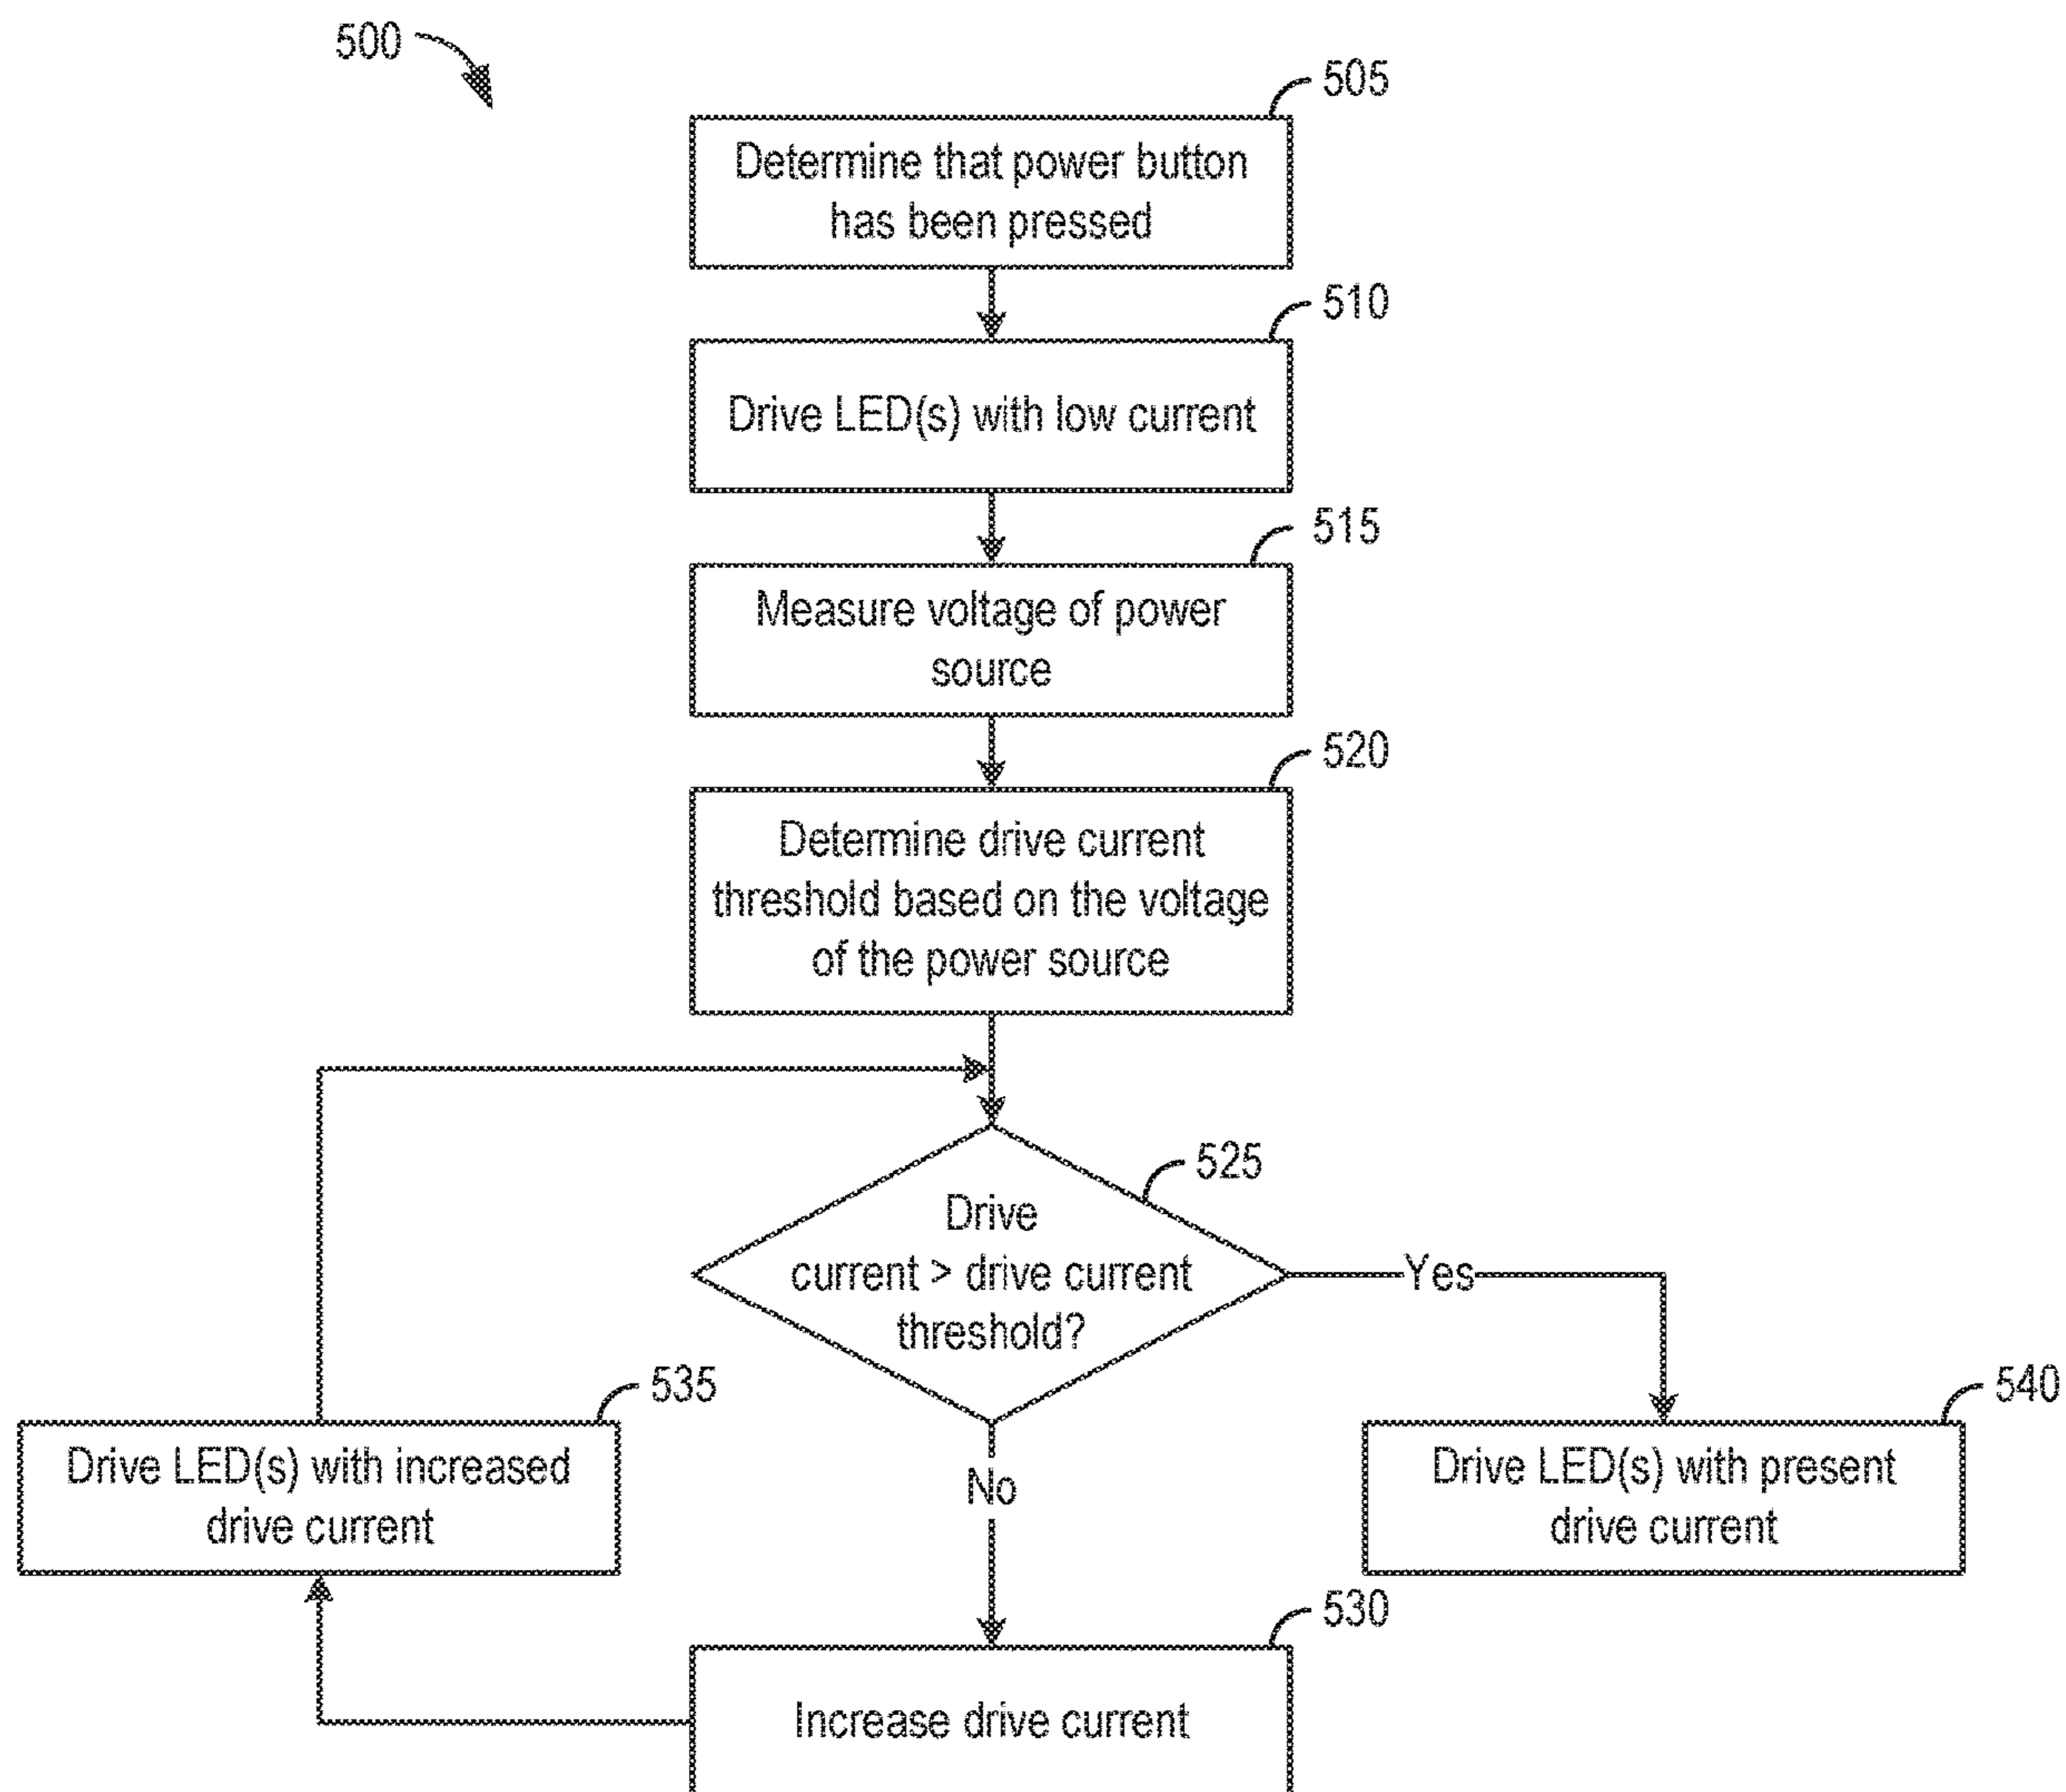 500
505
Determine that power button
has been pressed
510
Drive LED(s) with low current
515
Measure voltage of power
source
520
Determine drive current
threshold based on the voltage
of the power source
525
Drive
current > drive current
threshold?
Yes
No
535
Drive LED(s) with increased
drive current
540
Drive LED(s) with present
drive current
530
Increase drive current